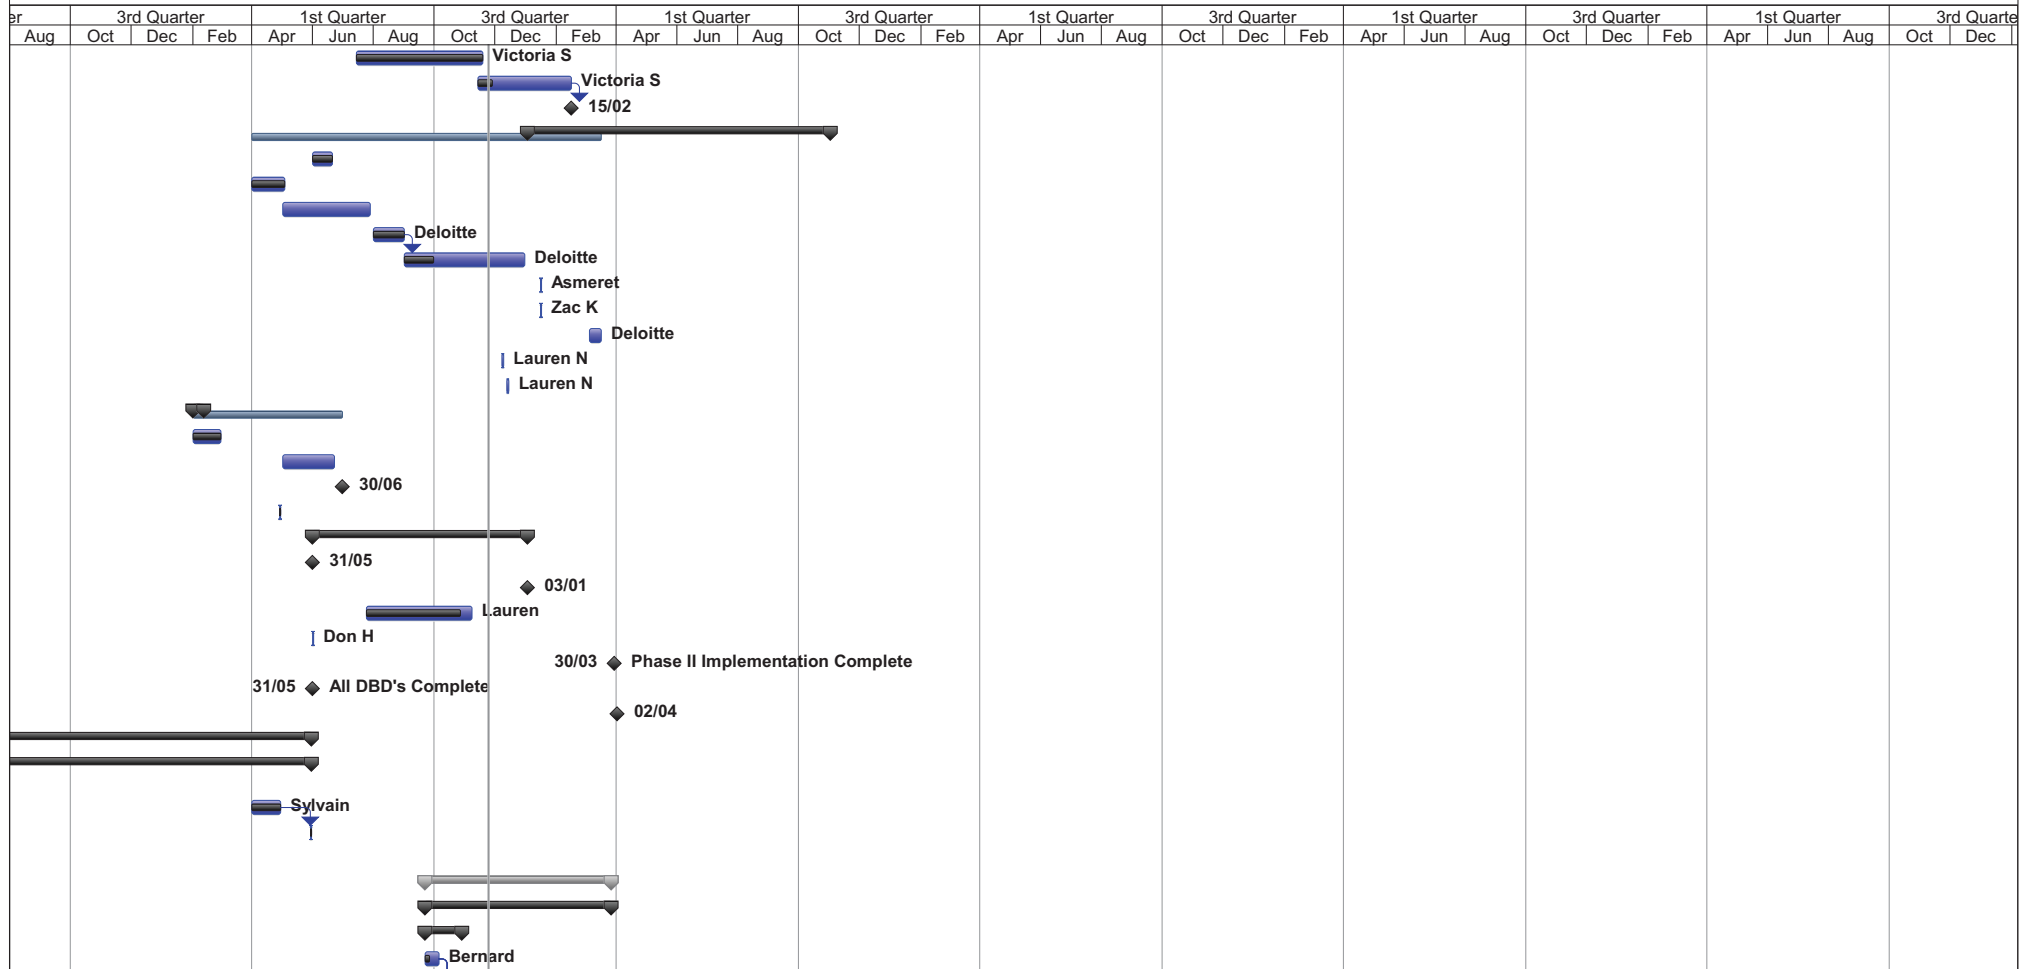 er 3rd Quarter 1st Quarter 3rd Quarter 1st Quarter 3rd Quarter 1st Quarter 3rd Quarter 1st Quarter 3rd Quarter 1st Quarter 3rd Quarte
Aug Oct Dec Feb Apr Jun Aug Oct Dec Feb Apr Jun Aug Oct Dec Feb Apr Jun Aug Oct Dec Feb Apr Jun Aug Oct Dec Feb Apr Jun Aug Oct Dec
Victoria S
Victoria S
15/02
Deloitte
Deloitte
Asmeret
Zac K
Deloitte
Lauren N
Lauren N
30/06
31/05
03/01
Lauren
Don H
30/03 Phase II Implementation Complete
31/05 All DBD's Complete
02/04
Sylvain
Bernard